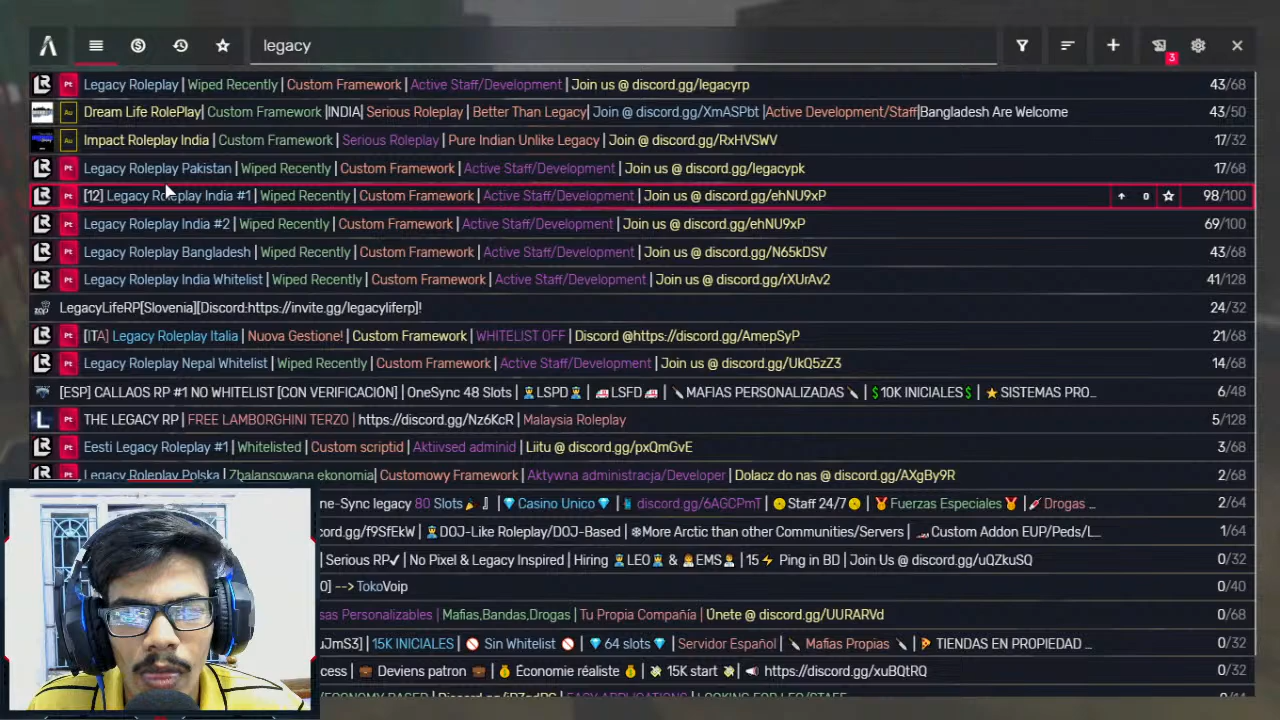 legacy
3
Pt Legacy Roleplay | Wiped Recently | Custom Framework | Active Staff/Development | Join us @ discord.gg/legacyrp 43/68
Au Dream Life RolePlay| Custom Framework |INDIA| Serious Roleplay | Better Than Legacy| Join @ discord.gg/XmASPbt |Active Development/Staff|Bangladesh Are Welcome 43/50
Au Impact Roleplay India | Custom Framework | Serious Roleplay | Pure Indian Unlike Legacy | Join @ discord.gg/RxHVSWV 17/32
Pt Legacy Roleplay Pakistan | Wiped Recently | Custom Framework | Active Staff/Development | Join us @ discord.gg/legacypk 17/68
Pt [12] Legacy Roleplay India #1 | Wiped Recently | Custom Framework | Active Staff/Development | Join us @ discord.gg/ehNU9xP 0 98/100
Pt Legacy Roleplay India #2 | Wiped Recently | Custom Framework | Active Staff/Development | Join us @ discord.gg/ehNU9xP 69/100
Pt Legacy Roleplay Bangladesh | Wiped Recently | Custom Framework | Active Staff/Development | Join us @ discord.gg/N65kDSV 43/68
Pt Legacy Roleplay India Whitelist | Wiped Recently | Custom Framework | Active Staff/Development | Join us @ discord.gg/rXUrAv2 41/128
LegacyLifeRP[Slovenia][Discord:https://invite.gg/legacyliferp]! 24/32
Pt [ITA] Legacy Roleplay Italia | Nuova Gestione! | Custom Framework | WHITELIST OFF | Discord @https://discord.gg/AmepSyP 21/68
Pt Legacy Roleplay Nepal Whitelist | Wiped Recently | Custom Framework | Active Staff/Development | Join us @ discord.gg/UkQ5zZ3 14/68
[ESP] CALLAOS RP #1 NO WHITELIST [CON VERIFICACIÓN] | OneSync 48 Slots | 👮LSPD👮 | 🚑LSFD🚑 | 🔪MAFIAS PERSONALIZADAS🔪 | 💲10K INICIALES💲 | ⭐SISTEMAS PRO... 6/48
L Pt THE LEGACY RP | FREE LAMBORGHINI TERZO | https://discord.gg/Nz6KcR | Malaysia Roleplay 5/128
Pt Eesti Legacy Roleplay #1 | Whitelisted | Custom scriptid | Aktiivsed adminid | Liitu @ discord.gg/pxQmGvE 3/68
Pt Legacy Roleplay Polska | Zbalansowana ekonomia| Customowy Framework | Aktywna administracja/Developer | Dolacz do nas @ discord.gg/AXgBy9R 2/68
ne-Sync legacy 80 Slots | 💎 Casino Unico 💎 | discord.gg/6AGCPmT | Staff 24/7 | 🏅Fuerzas Especiales🏅 | Drogas ... 2/64
cord.gg/f9SfEkW | 👮DOJ-Like Roleplay/DOJ-Based | ❄More Arctic than other Communities/Servers | Custom Addon EUP/Peds/L... 1/64
| Serious RP✓ | No Pixel & Legacy Inspired | Hiring 👮LEO👮 & EMS | 15⚡ Ping in BD | Join Us @ discord.gg/uQZkuSQ 0/32
0] --> TokoVoip 0/40
sas Personalizables | Mafias,Bandas,Drogas | Tu Propia Compañía | Únete @ discord.gg/UURARVd 0/68
uJmS3] | 15K INICIALES | 🚫 Sin Whitelist 🚫 | 💎 64 slots 💎 | Servidor Español | 🔪 Mafias Propias 🔪 | 🍕 TIENDAS EN PROPIEDAD ... 0/32
cess | 💼 Deviens patron 💼 | 💰 Économie réaliste 💰 | 💸 15K start 💸 | https://discord.gg/xuBQtRQ 0/32